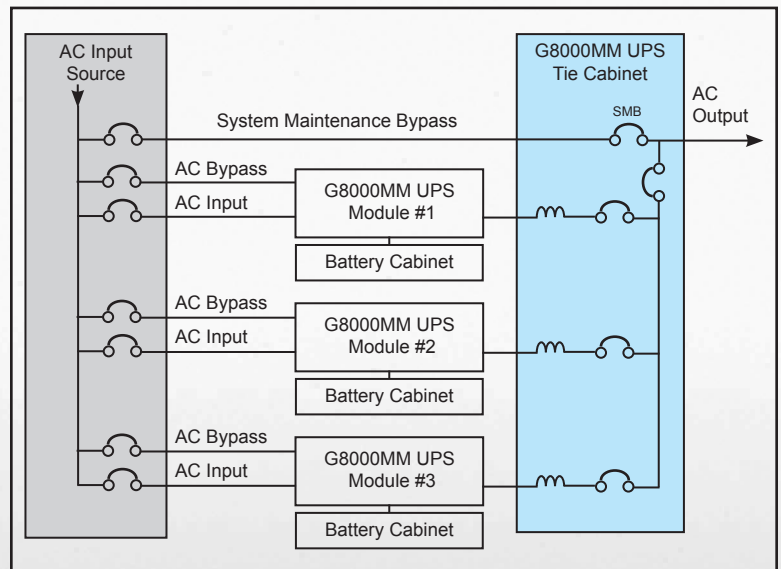 AC Input
Source
G8000MM UPS
Tie Cabinet
AC
Output
System Maintenance Bypass
SMB
AC Bypass
AC Input
G8000MM UPS
Module #1
Battery Cabinet
AC Bypass
AC Input
G8000MM UPS
Module #2
Battery Cabinet
AC Bypass
AC Input
G8000MM UPS
Module #3
Battery Cabinet